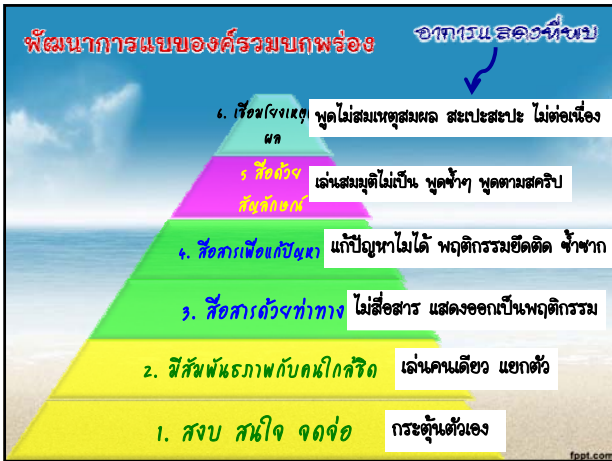 พัฒนาการแบบองค์รวมบกพร่อง
อาการแสดงที่พบ
6. เชื่อมโยงเหตุ
ผล
พูดไม่สมเหตุสมผล สะเปะสะปะ ไม่ต่อเนื่อง
5 สื่อด้วย
สัญลักษณ์
เล่นสมมุติไม่เป็น พูดซ้ำๆ พูดตามสคริป
4. สื่อสารเพื่อแก้ปัญหา
แก้ปัญหาไม่ได้ พฤติกรรมยึดติด ซ้ำซาก
3. สื่อสารด้วยท่าทาง
ไม่สื่อสาร แสดงออกเป็นพฤติกรรม
2. มีสัมพันธภาพกับคนใกล้ชิด
เล่นคนเดียว แยกตัว
1. สงบ สนใจ จดจ่อ
กระตุ้นตัวเอง
fppt.com